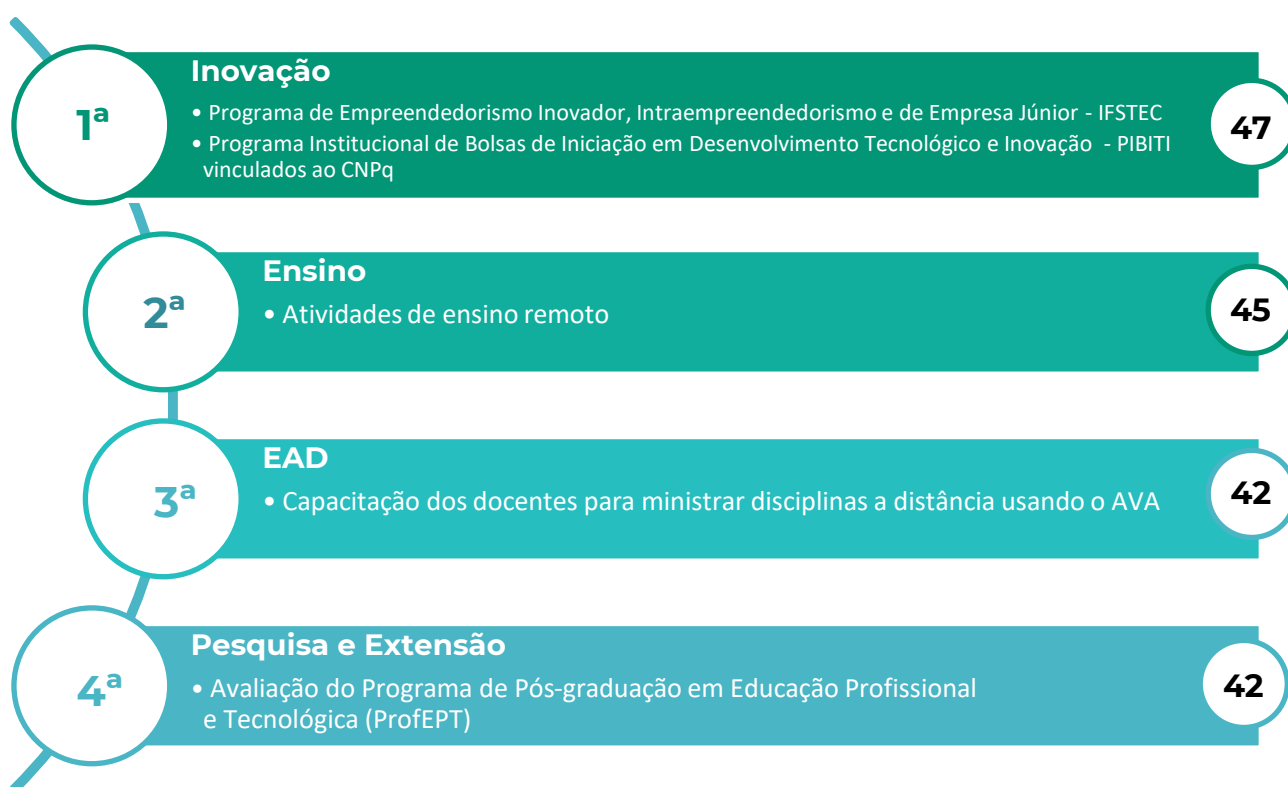 1ª
Inovação
• Programa de Empreendedorismo Inovador, Intraempreendedorismo e de Empresa Júnior - IFSTEC
• Programa Institucional de Bolsas de Iniciação em Desenvolvimento Tecnológico e Inovação - PIBITI
vinculados ao CNPq
47
2ª
Ensino
• Atividades de ensino remoto
45
3ª
EAD
• Capacitação dos docentes para ministrar disciplinas a distância usando o AVA
42
4ª
Pesquisa e Extensão
• Avaliação do Programa de Pós-graduação em Educação Profissional
e Tecnológica (ProfEPT)
42